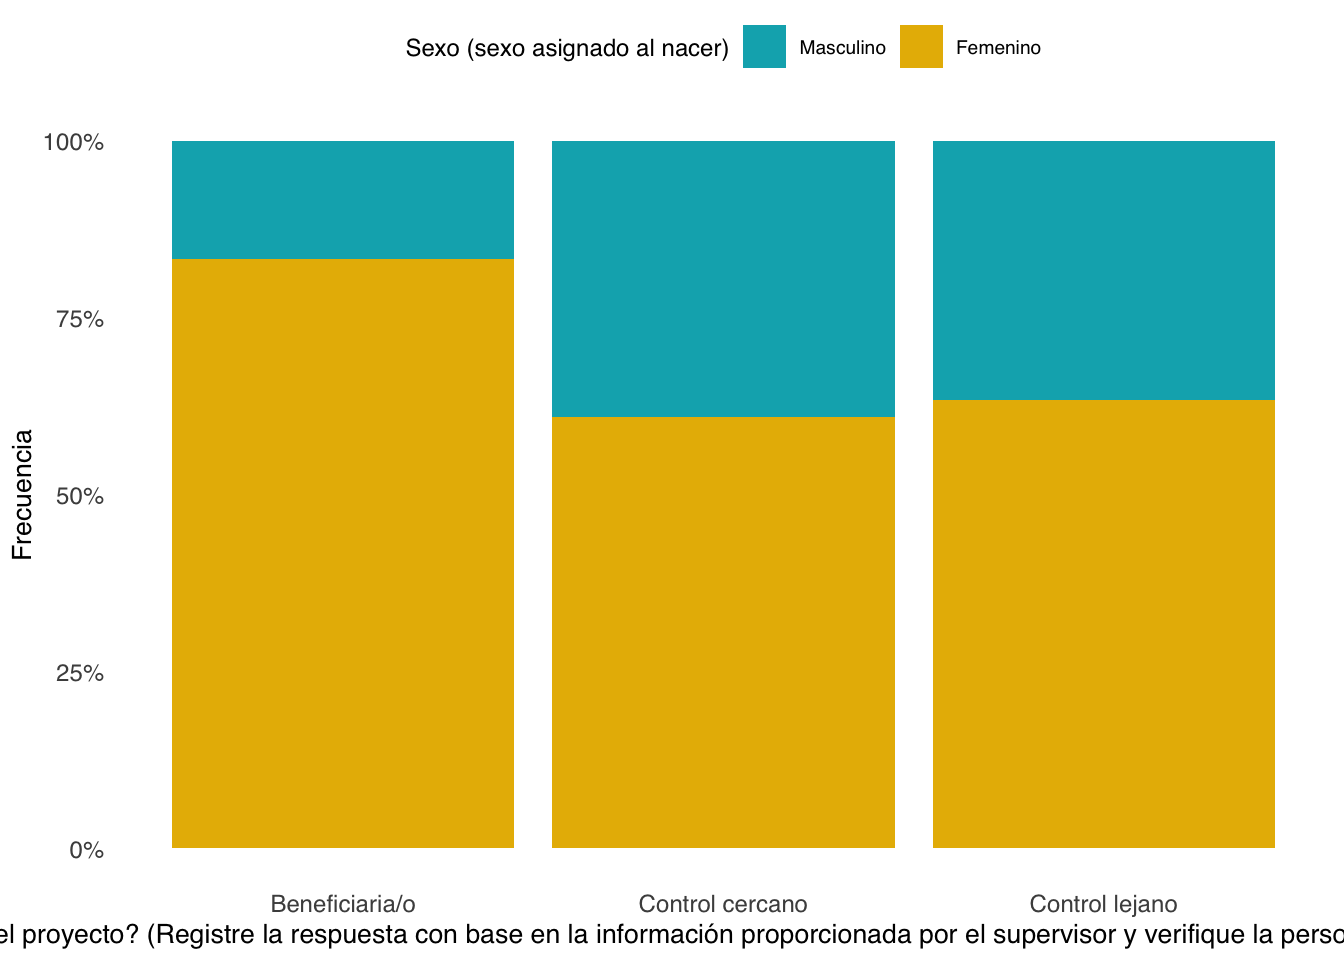 Sexo (sexo asignado al nacer) Masculino Femenino
100%
75%
50%
25%
0%
Frecuencia
Beneficiaria/o Control cercano Control lejano
el proyecto? (Registre la respuesta con base en la información proporcionada por el supervisor y verifique la perso